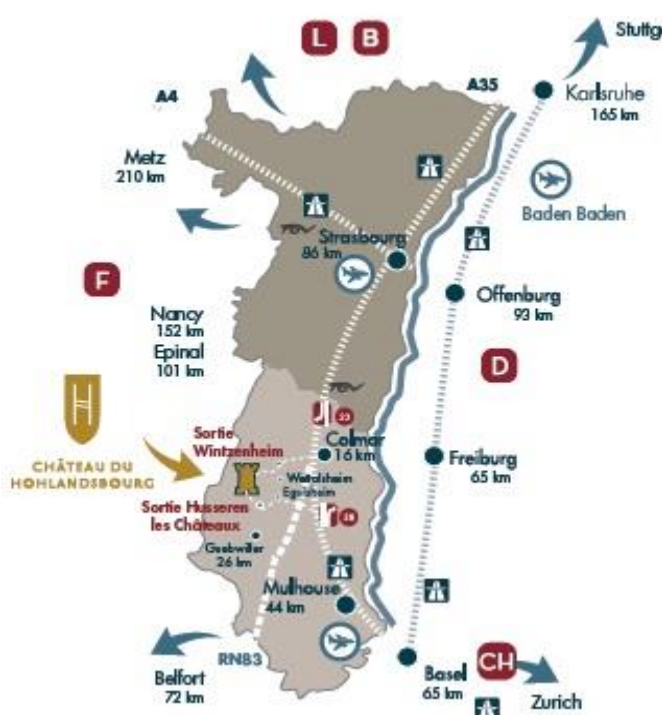 L B
Stuttg
A4
A35
Karlsruhe
165 km
Metz
210 km
Baden Baden
Strasbourg
86 km
F
Offenburg
93 km
Nancy
152 km
Epinal
101 km
D
Sortie
Wintzenheim
Colmar
16 km
CHÂTEAU DU
HOHLANDSBOURG
Freiburg
65 km
Wettolsheim
Eguisheim
Sortie Husseren
les Châteaux
Guebwiller
26 km
Mulhouse
44 km
RN83
Belfort
72 km
CH
Basel
65 km
Zurich